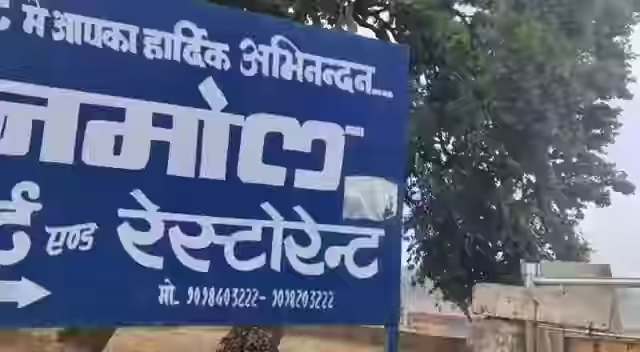 में आपका हार्दिक अभिनन्दन...
नमोल
र्ट एण्ड रेस्टोरेन्ट
मो. 9098603222- 9098203222